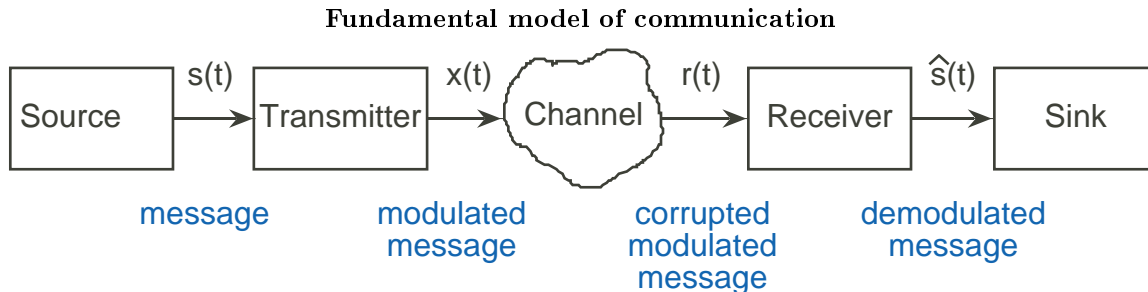 Fundamental model of communication
s(t) x(t) r(t) ŝ(t)
Source Transmitter Channel Receiver Sink
message modulated corrupted demodulated
message modulated message
message